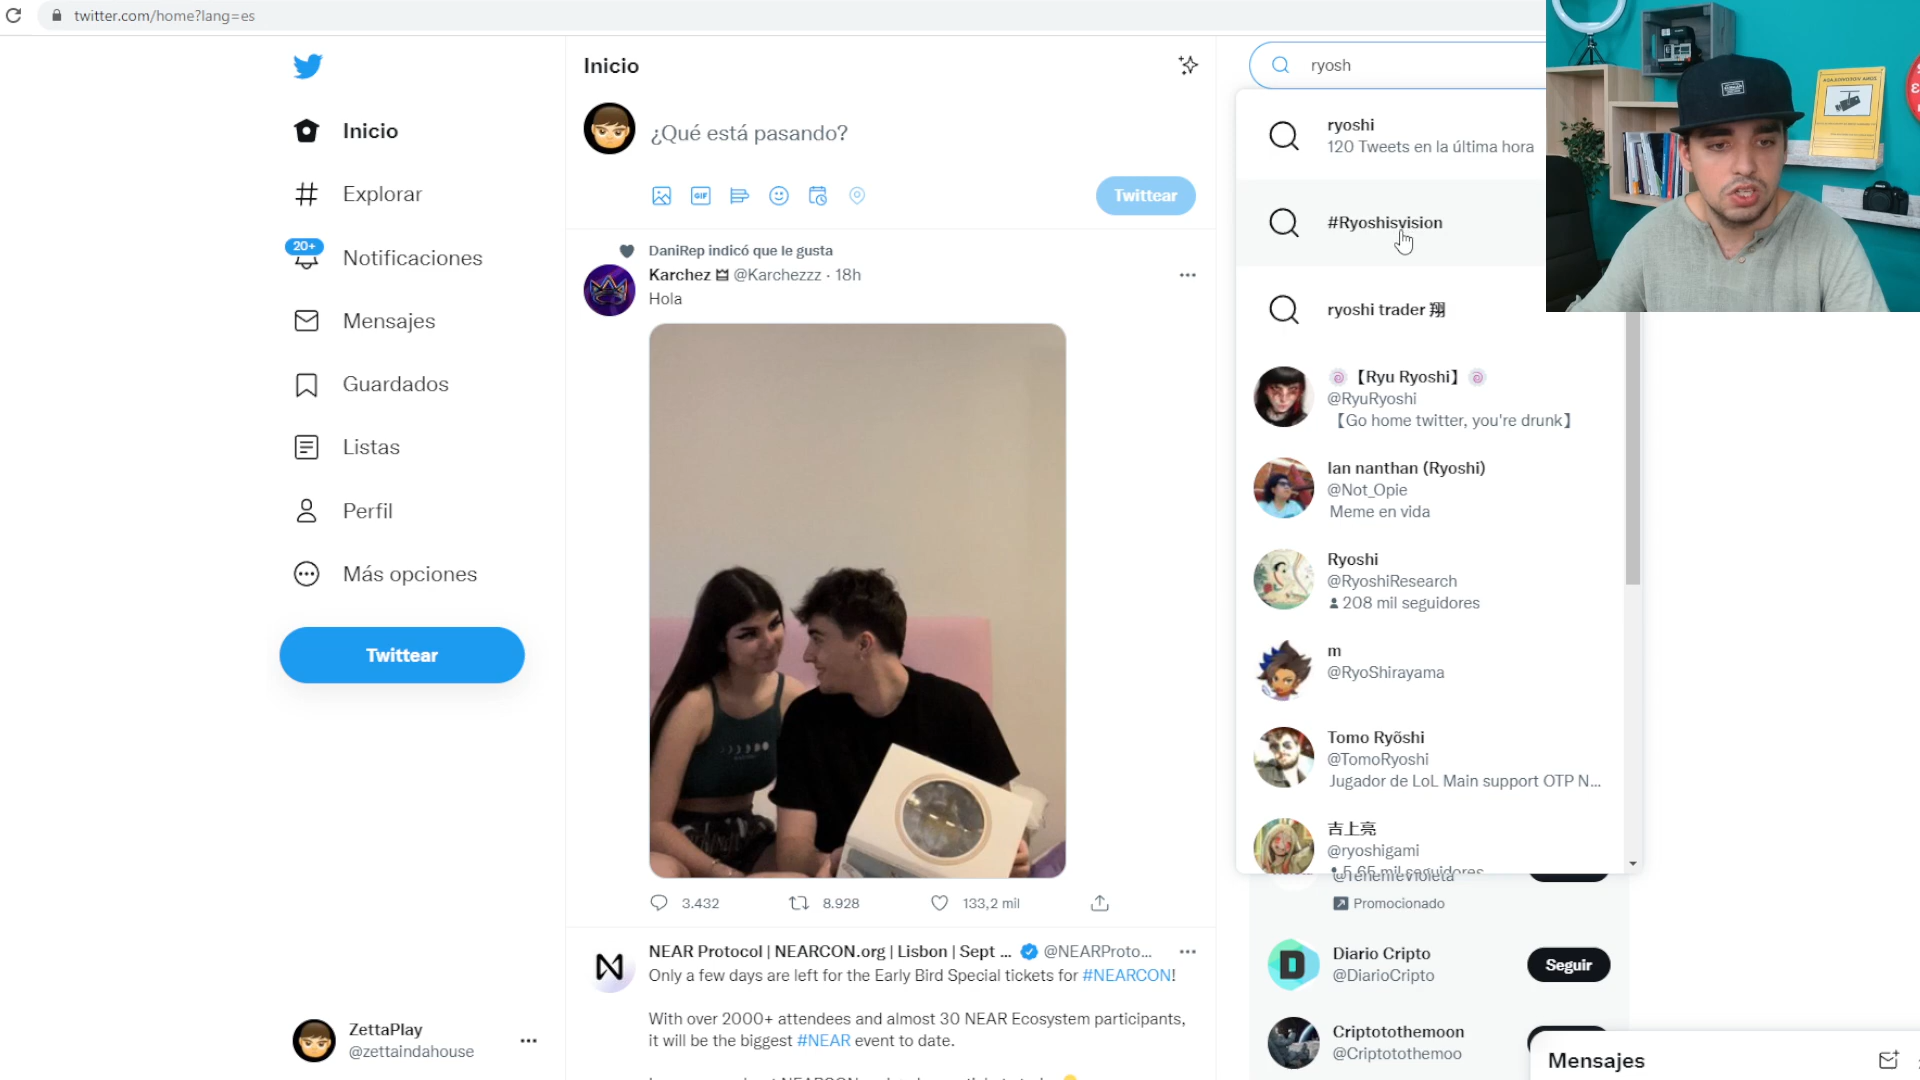 twitter.com/home?lang=es
Inicio
Explorar
20+
Notificaciones
Mensajes
Guardados
Listas
Perfil
Más opciones
Twittear
ZettaPlay
@zettaindahouse
Inicio
¿Qué está pasando?
GIF
Twittear
DaniRep indicó que le gusta
Karchez @Karchezzz · 18h
Hola
3.432 8.928 133,2 mil
NEAR Protocol | NEARCON.org | Lisbon | Sept ... @NEARProto...
Only a few days are left for the Early Bird Special tickets for #NEARCON!
With over 2000+ attendees and almost 30 NEAR Ecosystem participants,
it will be the biggest #NEAR event to date.
ryosh
ryoshi
120 Tweets en la última hora
#Ryoshisvision
ryoshi trader 翔
【Ryu Ryoshi】
@RyuRyoshi
【Go home twitter, you're drunk】
Ian nanthan (Ryoshi)
@Not_Opie
Meme en vida
Ryoshi
@RyoshiResearch
208 mil seguidores
m
@RyoShirayama
Tomo Ryõshi
@TomoRyoshi
Jugador de LoL Main support OTP N...
吉上亮
@ryoshigami
5,65 mil seguidores
Promocionado
Diario Cripto
@DiarioCripto
Seguir
Criptotothemoon
@Criptotothemoo
Mensajes